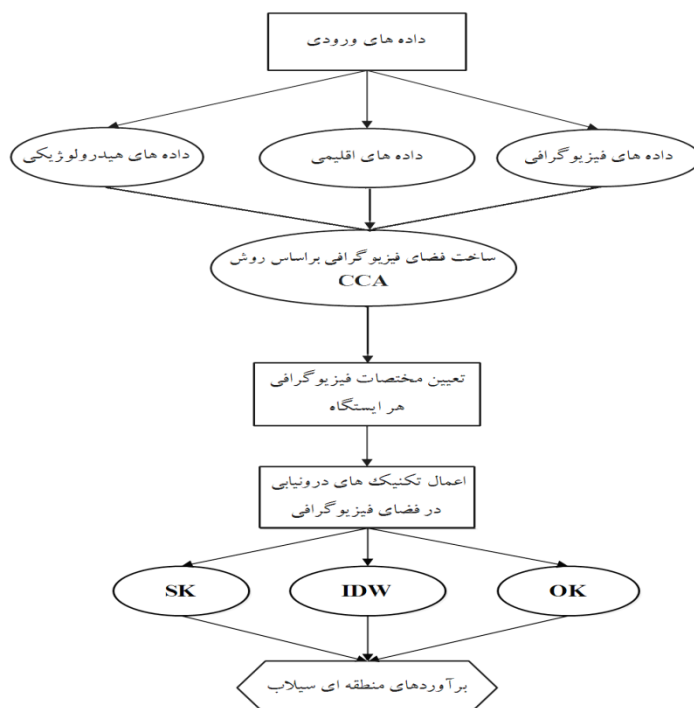 داده های ورودی
داده های فیزیوگرافی
داده های اقلیمی
داده های هیدرولوژیکی
ساخت فضای فیزیوگرافی براساس روش
CCA
تعیین مختصات فیزیوگرافی
هر ایستگاه
اعمال تکنیک های درونیابی
در فضای فیزیوگرافی
OK
IDW
SK
برآوردهای منطقه ای سیلاب